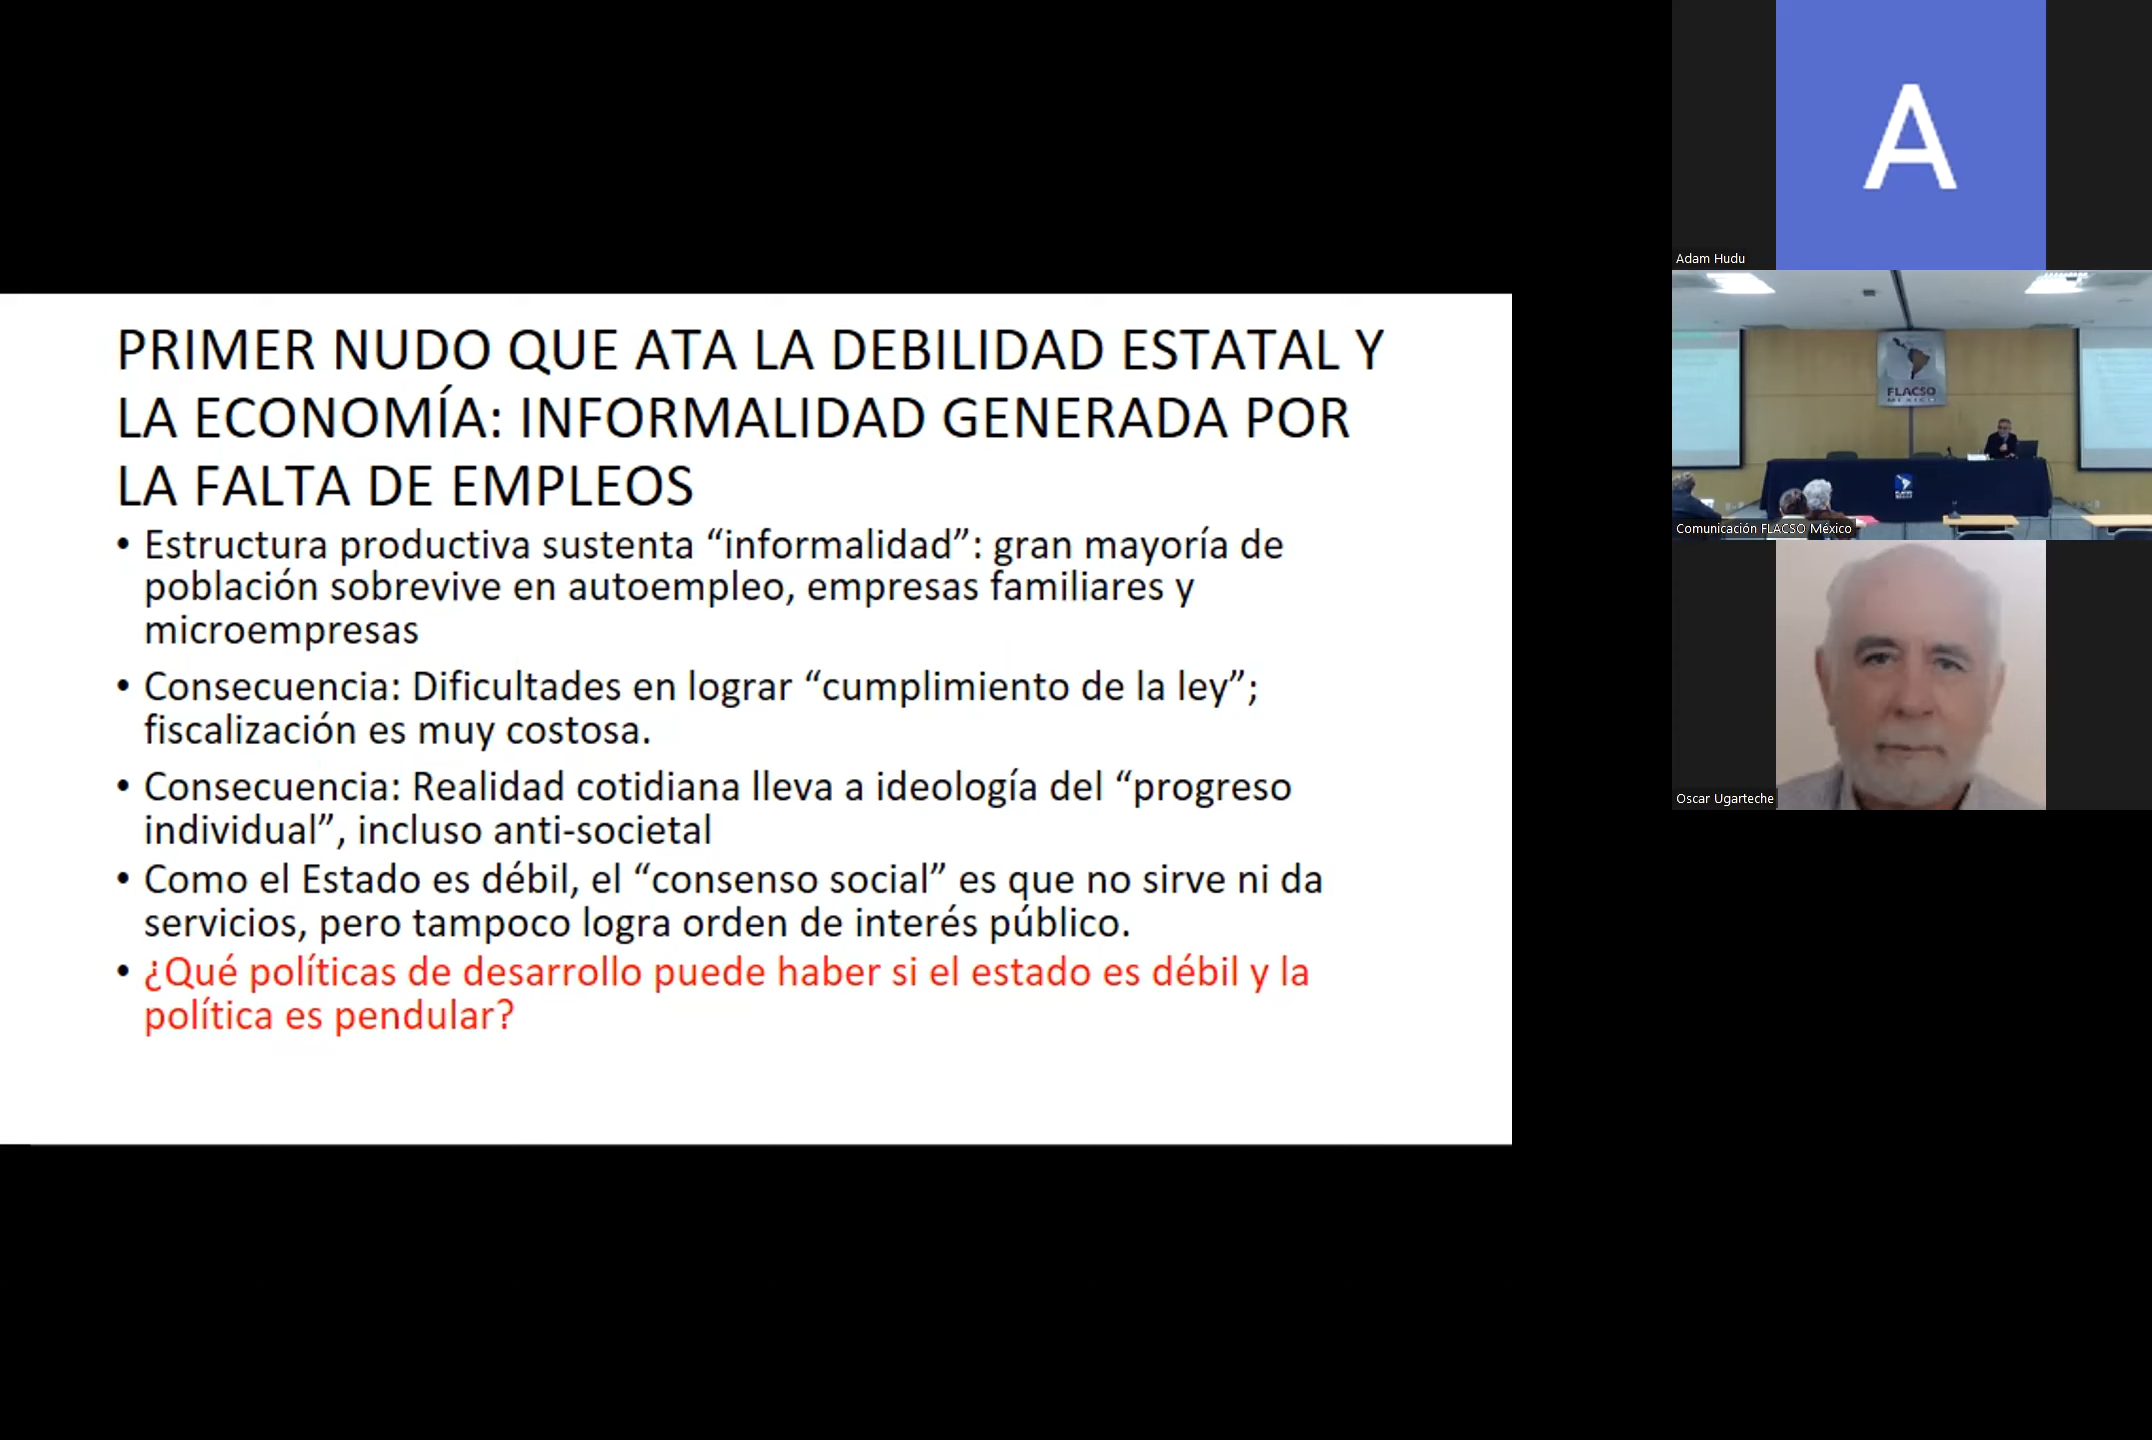 PRIMER NUDO QUE ATA LA DEBILIDAD ESTATAL Y
LA ECONOMÍA: INFORMALIDAD GENERADA POR
LA FALTA DE EMPLEOS
• Estructura productiva sustenta “informalidad”: gran mayoría de
población sobrevive en autoempleo, empresas familiares y
microempresas
• Consecuencia: Dificultades en lograr “cumplimiento de la ley”;
fiscalización es muy costosa.
• Consecuencia: Realidad cotidiana lleva a ideología del “progreso
individual”, incluso anti-societal
• Como el Estado es débil, el “consenso social” es que no sirve ni da
servicios, pero tampoco logra orden de interés público.
• ¿Qué políticas de desarrollo puede haber si el estado es débil y la
política es pendular?
A
Adam Hudu
FLACSO
MÉXICO
Comunicación FLACSO México
Oscar Ugarteche